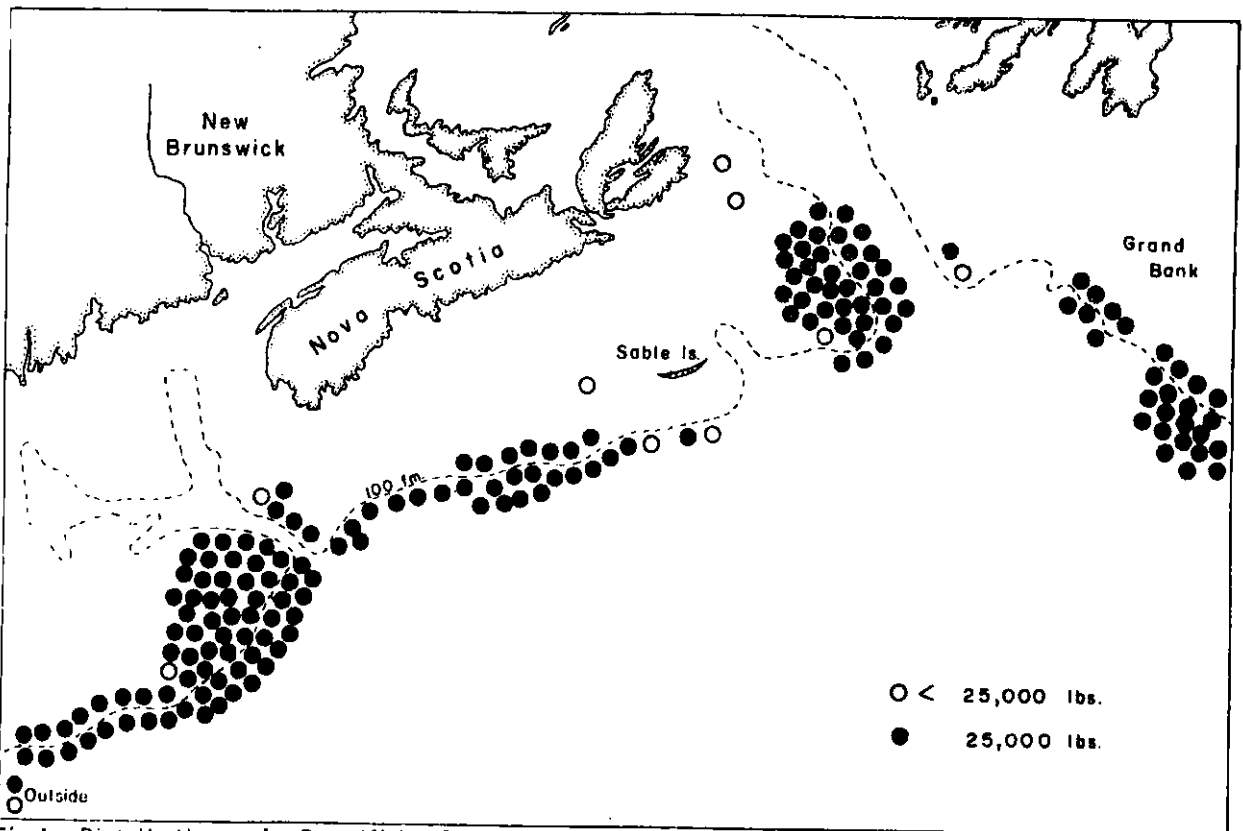 New
Brunswick
Nova Scotia
Sable Is.
Grand
Bank
100 fm.
< 25,000 lbs.
25,000 lbs.
Outside